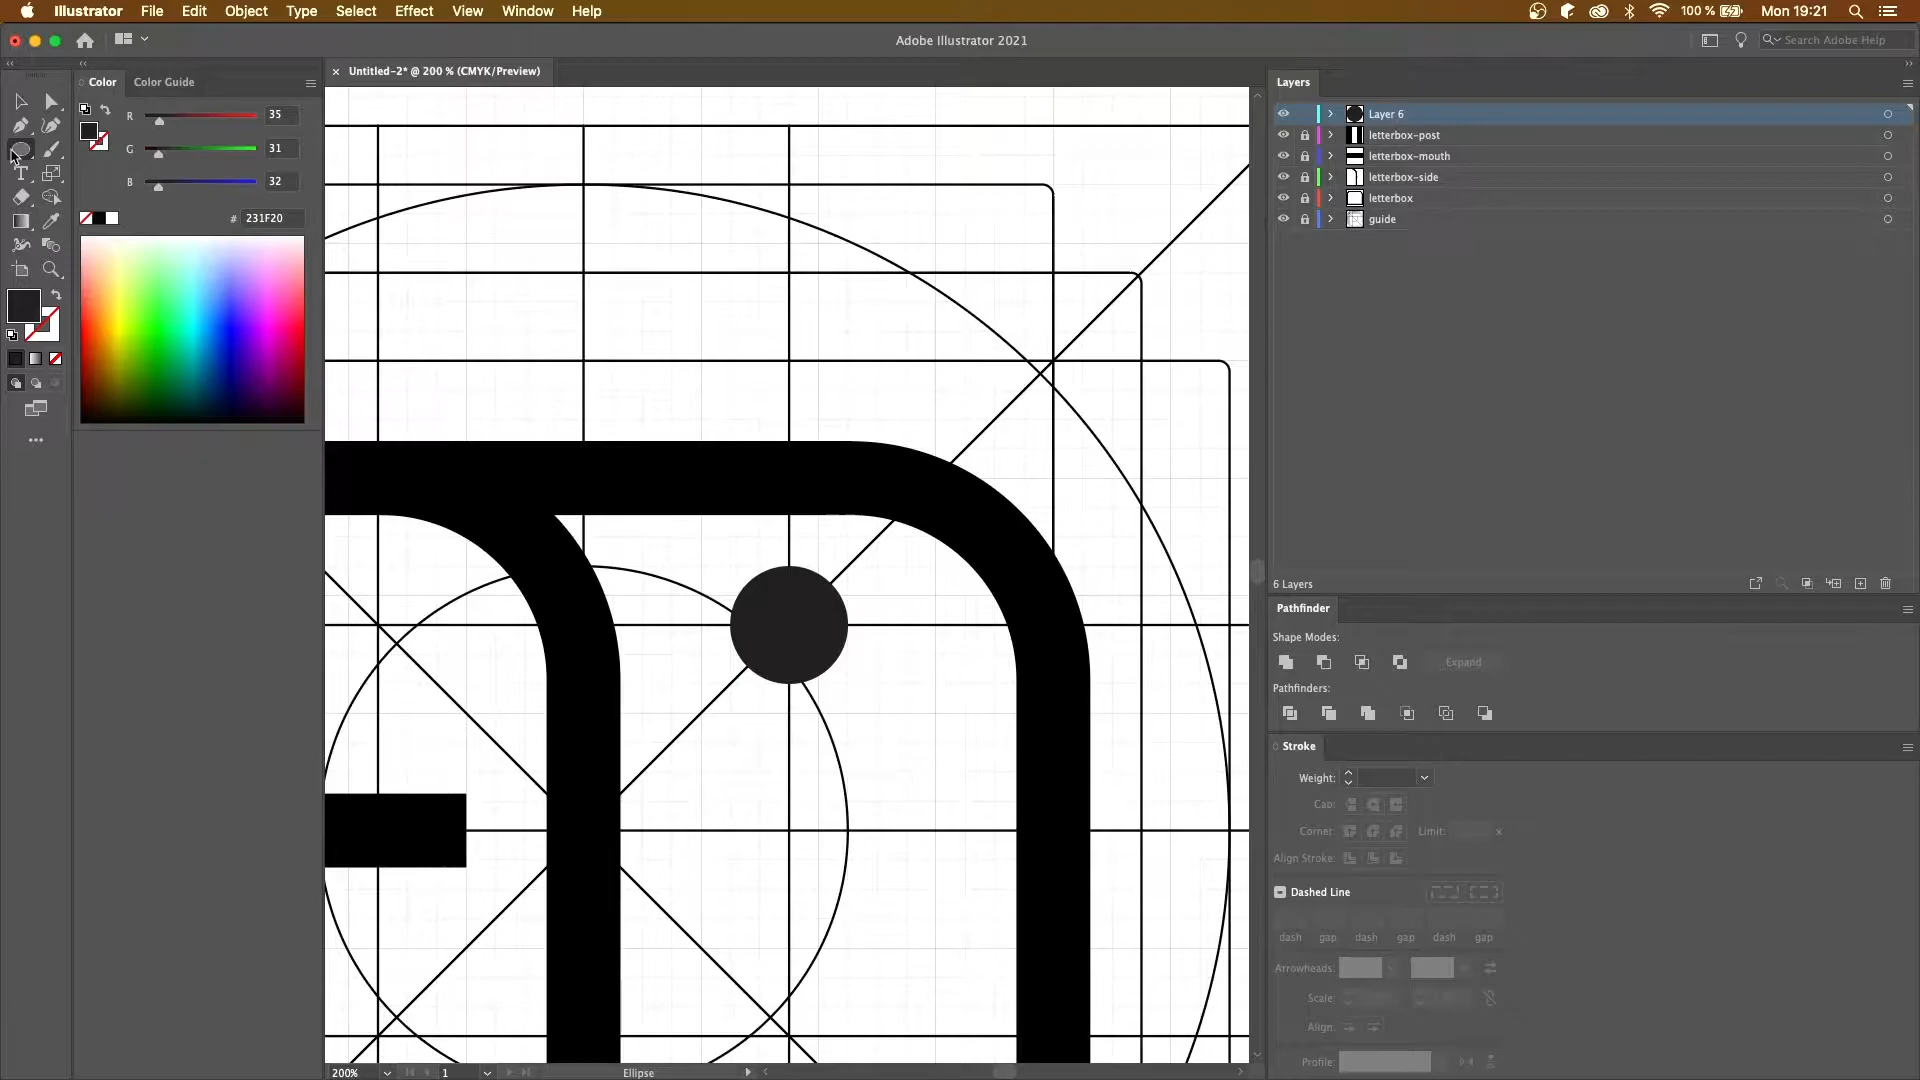 Illustrator File Edit Object Type Select Effect View Window Help 100 % Mon 19:21
Adobe Illustrator 2021 Search Adobe Help
Color Color Guide
× Untitled-2* @ 200 % (CMYK/Preview)
Layers
R 35
G 31
B 32
# 231F20
Layer 6
letterbox-post
letterbox-mouth
letterbox-side
letterbox
guide
6 Layers
Pathfinder
Shape Modes:
Expand
Pathfinders:
Stroke
Weight:
Cap:
Corner: Limit: x
Align Stroke:
Dashed Line
dash gap dash gap dash gap
Arrowheads:
Scale:
Align:
Profile:
200% 1 Ellipse